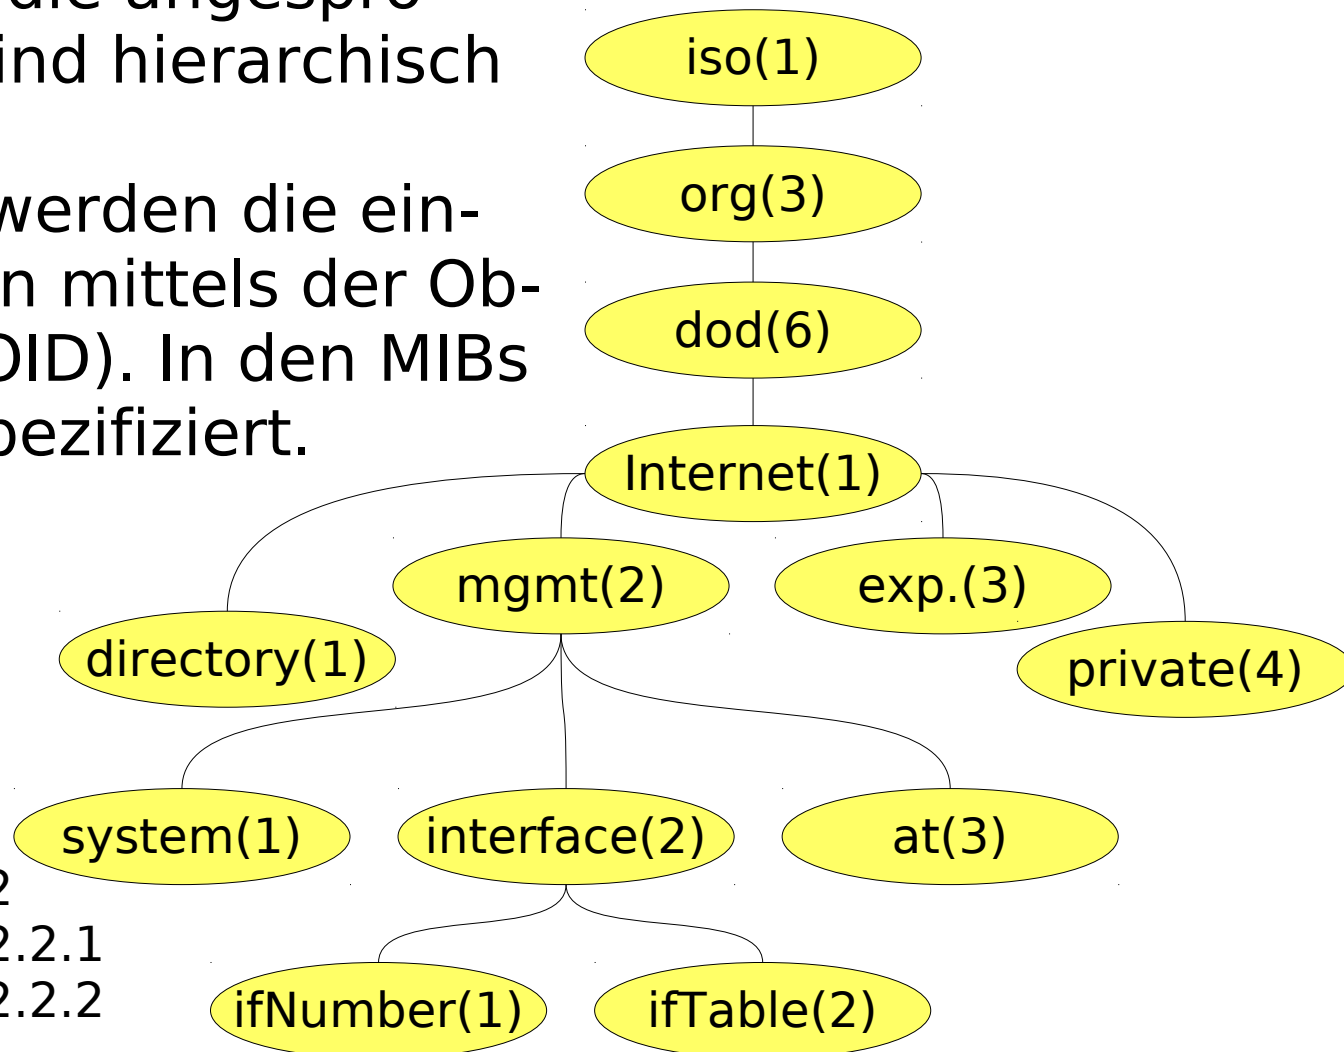 die angespro
ind hierarchisch
werden die ein-
n mittels der Ob-
OID). In den MIBs
pezifiziert.
iso(1)
org(3)
dod(6)
Internet(1)
mgmt(2)
exp.(3)
directory(1)
private(4)
system(1)
interface(2)
at(3)
2
2.2.1
2.2.2
ifNumber(1)
ifTable(2)